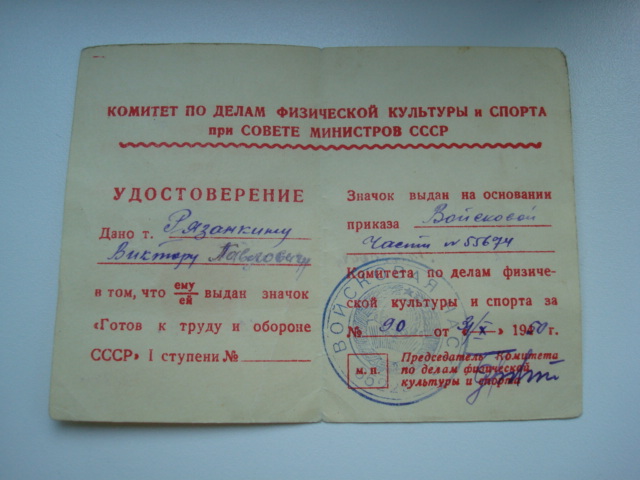 КОМИТЕТ ПО ДЕЛАМ ФИЗИЧЕСКОЙ КУЛЬТУРЫ и СПОРТА
при СОВЕТЕ МИНИСТРОВ СССР
УДОСТОВЕРЕНИЕ
Дано т. Рязанкину
Виктору Павловичу
в том, что ему/ей выдан значок
«Готов к труду и обороне
СССР» I ступени №
Значок выдан на основании
приказа Войсковой
Части № 55674
Комитета по делам физиче-
ской культуры и спорта за
№ 90 от « » 1950 г.
м. п.
Председатель Комитета
по делам физической
культуры и спорта
ВОЙСКОВАЯ ЧАС